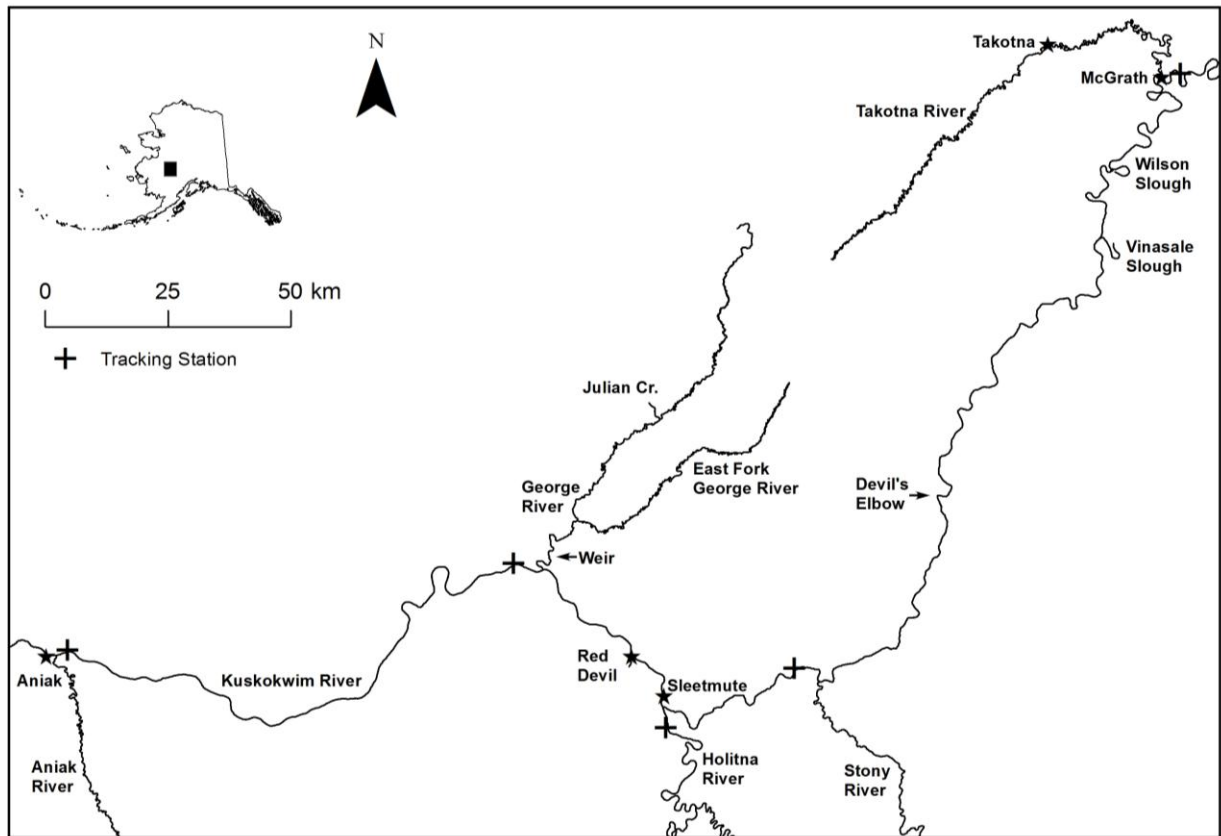 N
Takotna
McGrath
Takotna River
Wilson
Slough
Vinasale
Slough
0 25 50 km
Tracking Station
Julian Cr.
East Fork
George River
George
River
Devil's
Elbow
Weir
Red
Devil
Sleetmute
Aniak
Kuskokwim River
Holitna
River
Stony
River
Aniak
River